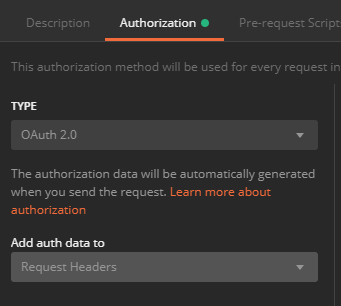 Description Authorization Pre-request Scripts
This authorization method will be used for every request in
TYPE
OAuth 2.0
The authorization data will be automatically generated
when you send the request. Learn more about
authorization
Add auth data to
Request Headers